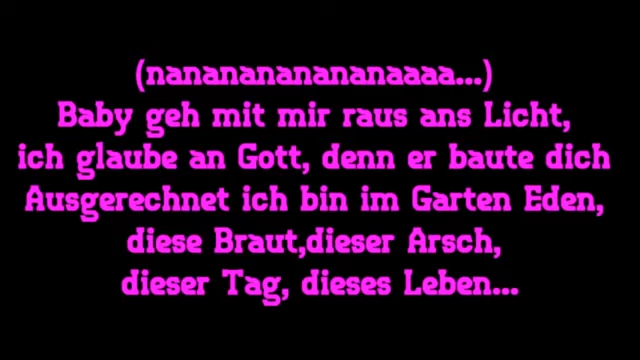 (nanananananananaaaa...)
Baby geh mit mir raus ans Licht,
ich glaube an Gott, denn er baute dich
Ausgerechnet ich bin im Garten Eden,
diese Braut,dieser Arsch,
dieser Tag, dieses Leben...